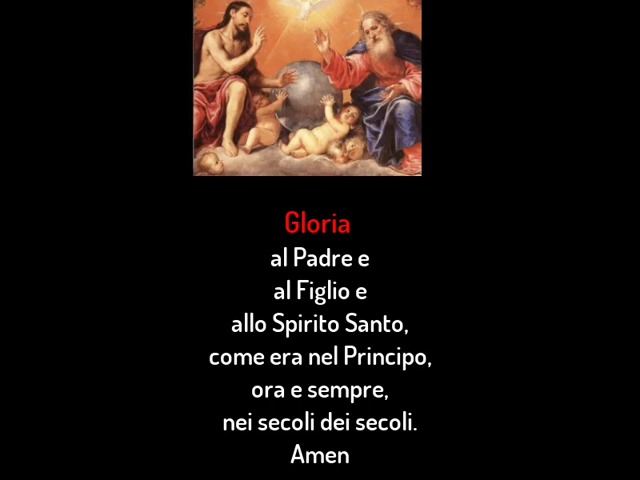 Gloria
al Padre e
al Figlio e
allo Spirito Santo,
come era nel Principo,
ora e sempre,
nei secoli dei secoli.
Amen